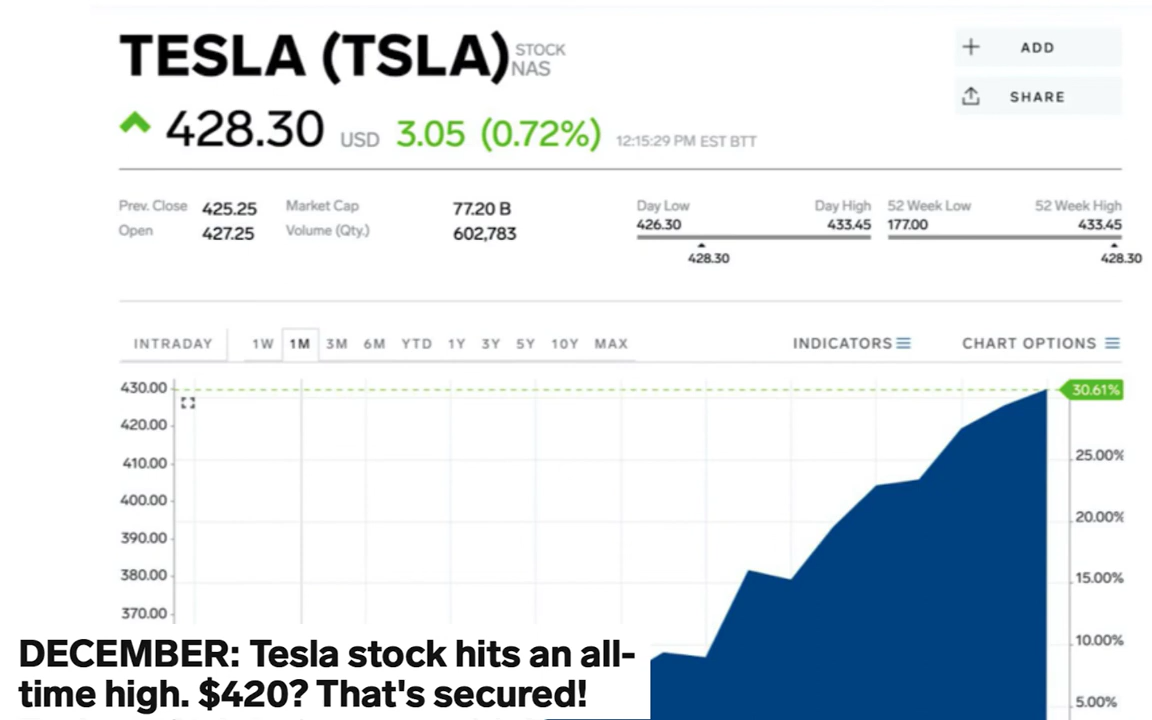 TESLA (TSLA) STOCK NAS
428.30 USD 3.05 (0.72%) 12:15:29 PM EST BTT
+ ADD
SHARE
Prev. Close 425.25 Market Cap 77.20 B
Open 427.25 Volume (Qty.) 602,783
Day Low Day High 52 Week Low 52 Week High
426.30 433.45 177.00 433.45
428.30 428.30
INTRADAY 1W 1M 3M 6M YTD 1Y 3Y 5Y 10Y MAX INDICATORS CHART OPTIONS
430.00 30.61%
420.00
410.00 25.00%
400.00
390.00 20.00%
380.00 15.00%
370.00
10.00%
5.00%
DECEMBER: Tesla stock hits an all-
time high. $420? That's secured!